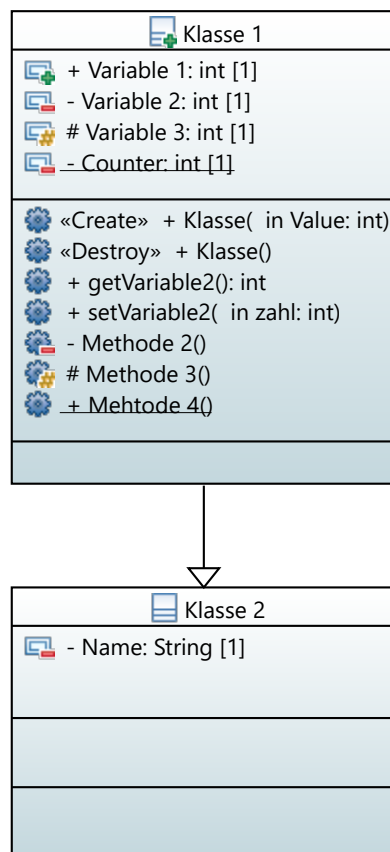 Klasse 1
+ Variable 1: int [1]
- Variable 2: int [1]
# Variable 3: int [1]
- Counter: int [1]
«Create» + Klasse( in Value: int)
«Destroy» + Klasse()
+ getVariable2(): int
+ setVariable2( in zahl: int)
- Methode 2()
# Methode 3()
+ Mehtode 4()
Klasse 2
- Name: String [1]